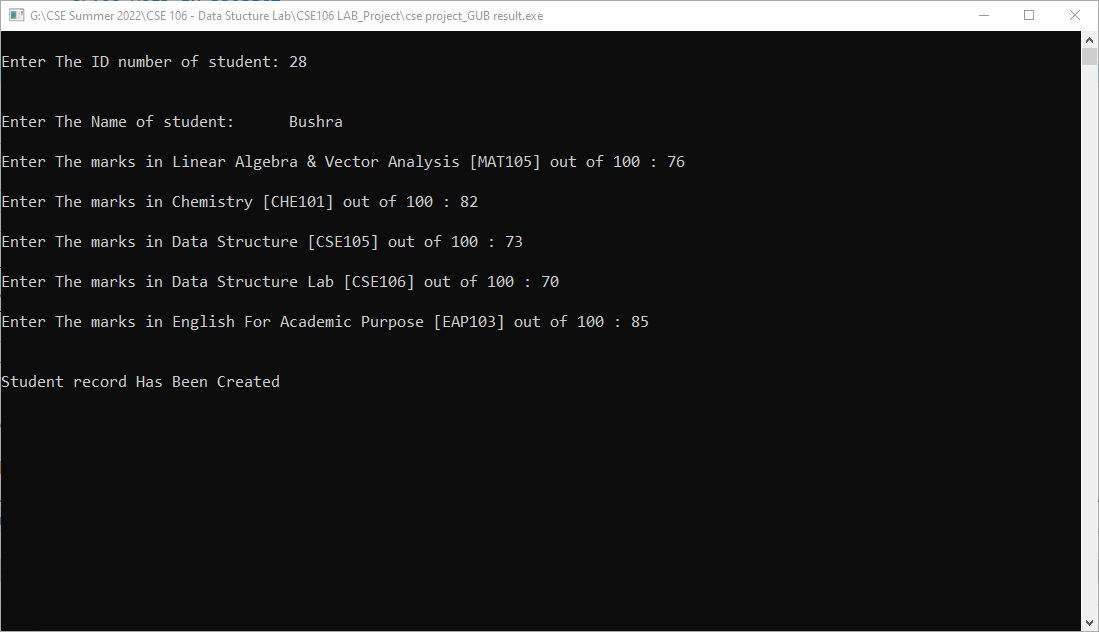 G:\CSE Summer 2022\CSE 106 - Data Stucture Lab\CSE106 LAB_Project\cse project_GUB result.exe
Enter The ID number of student: 28
Enter The Name of student:      Bushra
Enter The marks in Linear Algebra & Vector Analysis [MAT105] out of 100 : 76
Enter The marks in Chemistry [CHE101] out of 100 : 82
Enter The marks in Data Structure [CSE105] out of 100 : 73
Enter The marks in Data Structure Lab [CSE106] out of 100 : 70
Enter The marks in English For Academic Purpose [EAP103] out of 100 : 85
Student record Has Been Created